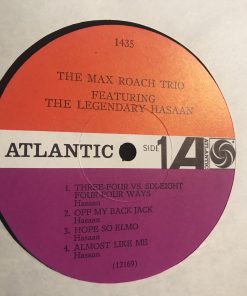 1435
THE MAX ROACH TRIO
FEATURING
THE LEGENDARY HASAAN
ATLANTIC SIDE 1 A
ATLANTIC
1. THREE-FOUR VS. SIX-EIGHT
FOUR-FOUR WAYS
Hasaan
2. OFF MY BACK JACK
Hasaan
3. HOPE SO ELMO
Hasaan
4. ALMOST LIKE ME
Hasaan
(12169)